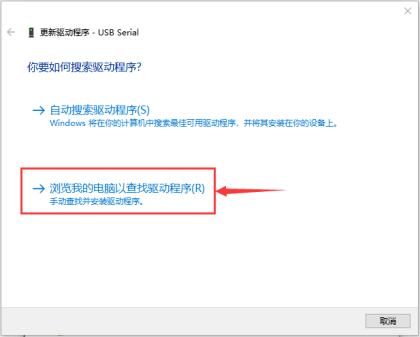 更新驱动程序 - USB Serial
你要如何搜索驱动程序?
自动搜索驱动程序(S)
Windows 将在你的计算机中搜索最佳可用驱动程序，并将其安装在你的设备上。
浏览我的电脑以查找驱动程序(R)
手动查找并安装驱动程序。
取消